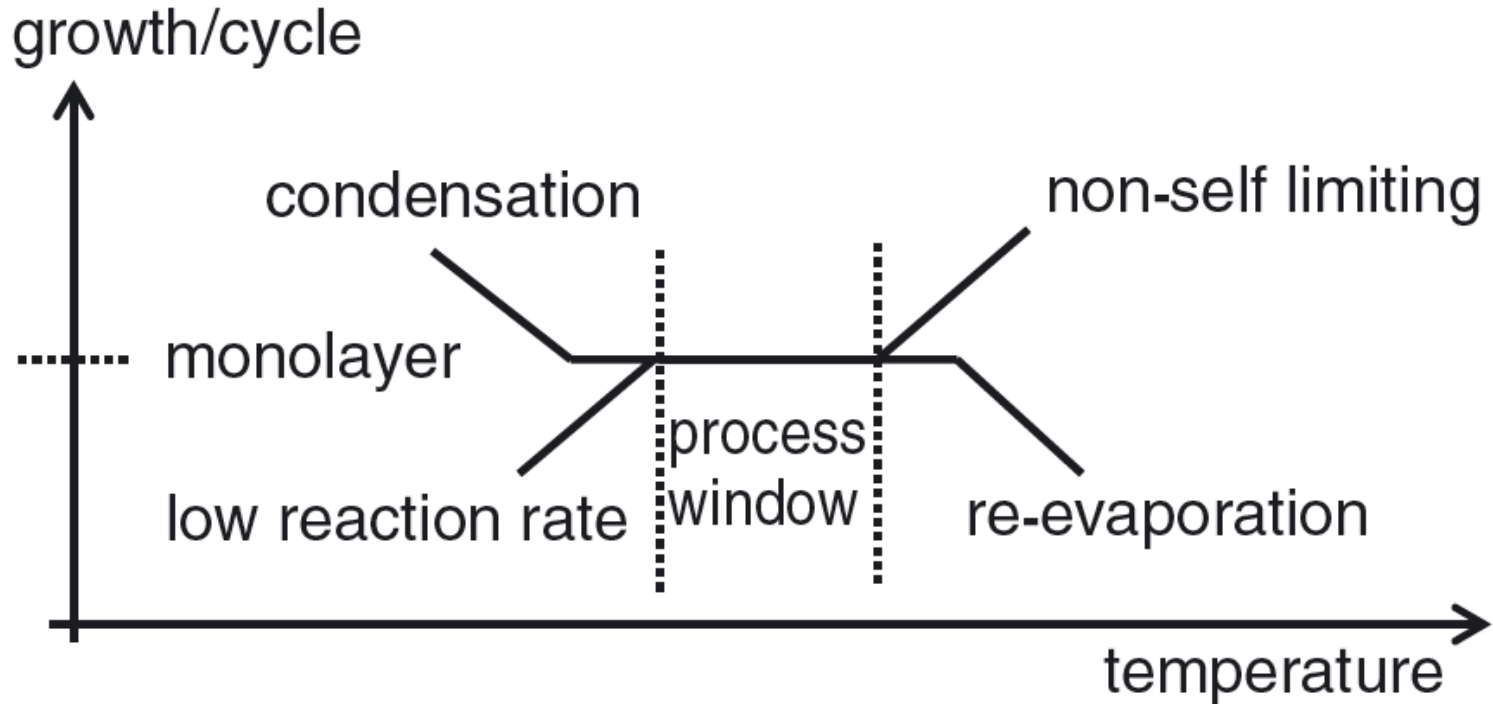 growth/cycle
condensation
non-self limiting
monolayer
process
window
low reaction rate
re-evaporation
temperature